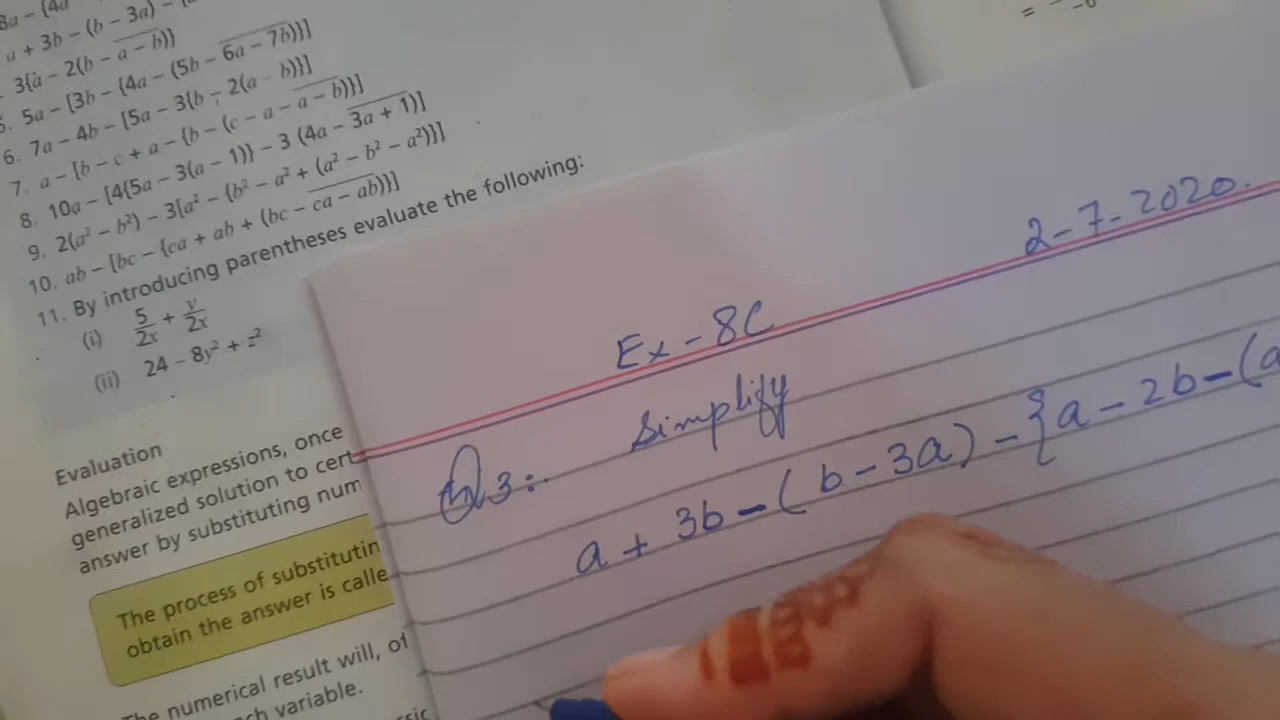 a + 3b − (b − 3a) −
3{a − 2(b − a − b)}
5a − [3b − {4a − (5b − 6a − 7b)}]
6. 7a − 4b − [5a − 3{b − 2(a − b)}]
7. a − [b − c + a − {b − (c − a − a − b)}]
8. 10a − [4{5a − 3(a − 1)} − 3 (4a − 3a + 1)]
9. 2(a² − b²) − 3[a² − {b² − a² + (a² − b² − a²)}]
10. ab − [bc − {ca + ab + (bc − ca − ab)}]
11. By introducing parentheses evaluate the following:
(i) 5/2x + y/2x
(ii) 24 − 8y² + z²
Evaluation
Algebraic expressions, once
generalized solution to cert
answer by substituting num
The process of substitutin
obtain the answer is calle
The numerical result will, of
variable.
2-7-2020.
Ex - 8C
Simplify
Q3:.
a + 3b - ( b - 3a ) - { a - 2b - (a